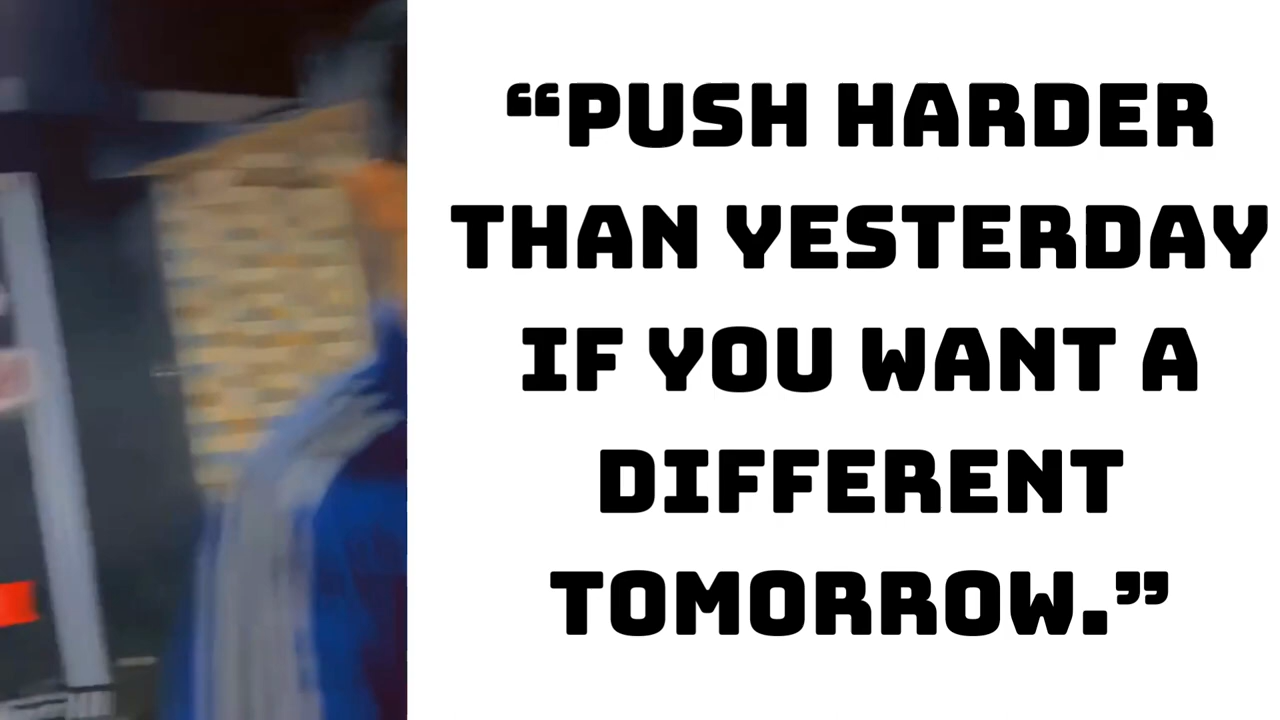 “PUSH HARDER
THAN YESTERDAY
IF YOU WANT A
DIFFERENT
TOMORROW.”